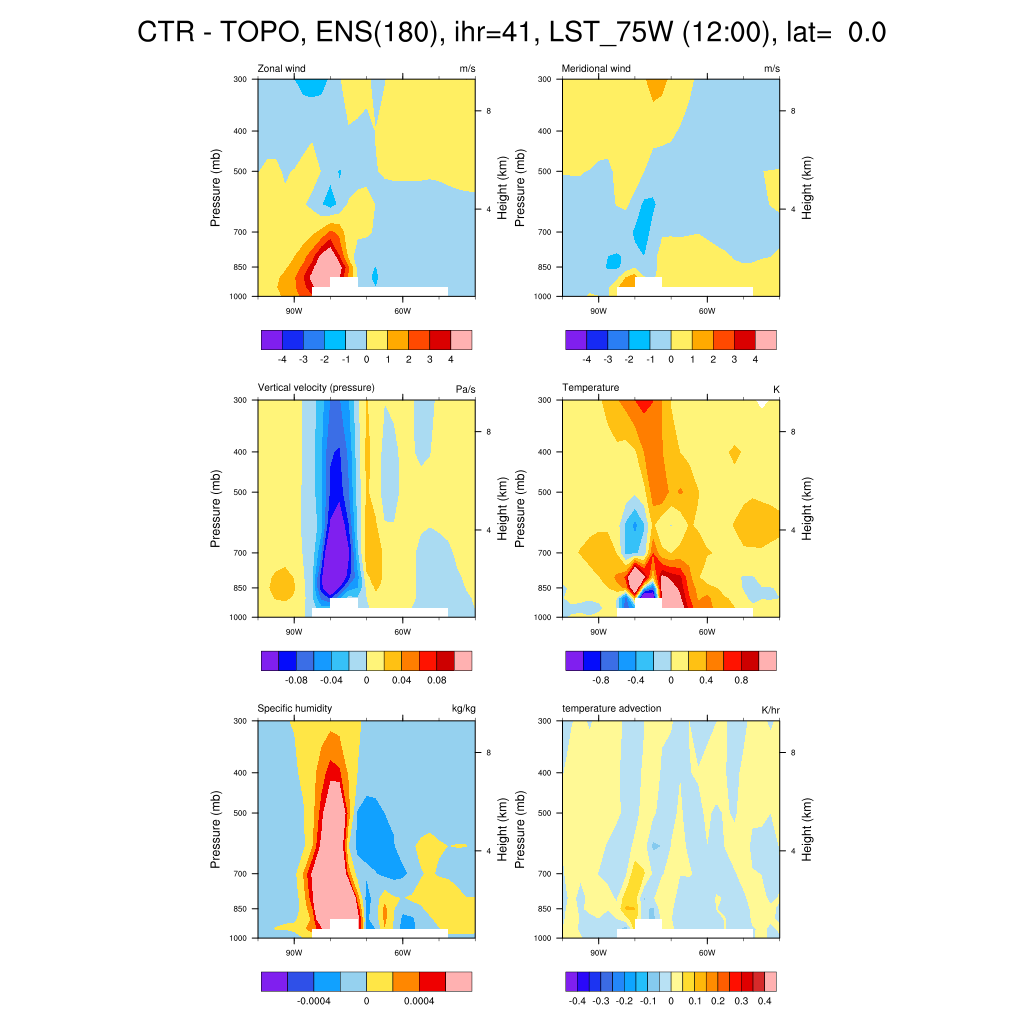 CTR - TOPO, ENS(180), ihr=41, LST_75W (12:00), lat= 0.0
Zonal wind m/s
Pressure (mb)
Height (km)
300
400
500
700
850
1000
8
4
90W 60W
-4 -3 -2 -1 0 1 2 3 4
Meridional wind m/s
Pressure (mb)
Height (km)
300
400
500
700
850
1000
8
4
90W 60W
-4 -3 -2 -1 0 1 2 3 4
Vertical velocity (pressure) Pa/s
Pressure (mb)
Height (km)
300
400
500
700
850
1000
8
4
90W 60W
-0.08 -0.04 0 0.04 0.08
Temperature K
Pressure (mb)
Height (km)
300
400
500
700
850
1000
8
4
90W 60W
-0.8 -0.4 0 0.4 0.8
Specific humidity kg/kg
Pressure (mb)
Height (km)
300
400
500
700
850
1000
8
4
90W 60W
-0.0004 0 0.0004
temperature advection K/hr
Pressure (mb)
Height (km)
300
400
500
700
850
1000
8
4
90W 60W
-0.4 -0.3 -0.2 -0.1 0 0.1 0.2 0.3 0.4